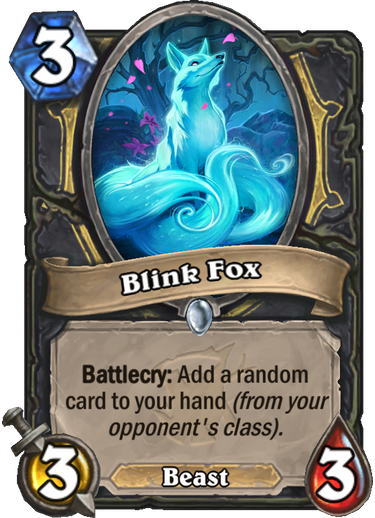 3
Blink Fox
Battlecry: Add a random
card to your hand (from your
opponent's class).
3
Beast
3